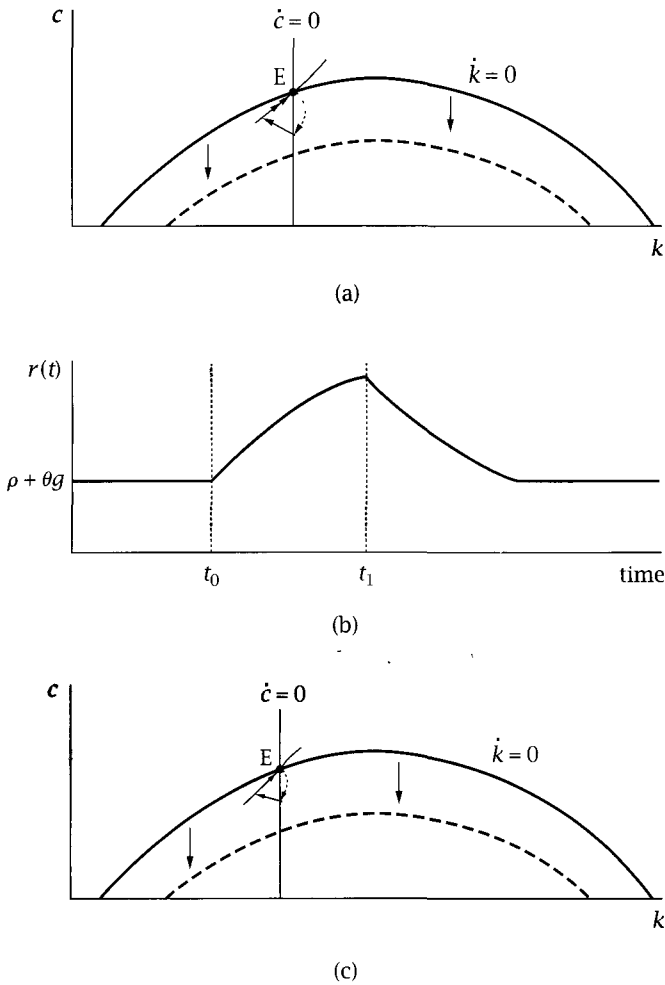 c
ċ = 0
E
k̇ = 0
k
(a)
r(t)
ρ + θg
t₀
t₁
time
(b)
c
ċ = 0
E
k̇ = 0
k
(c)